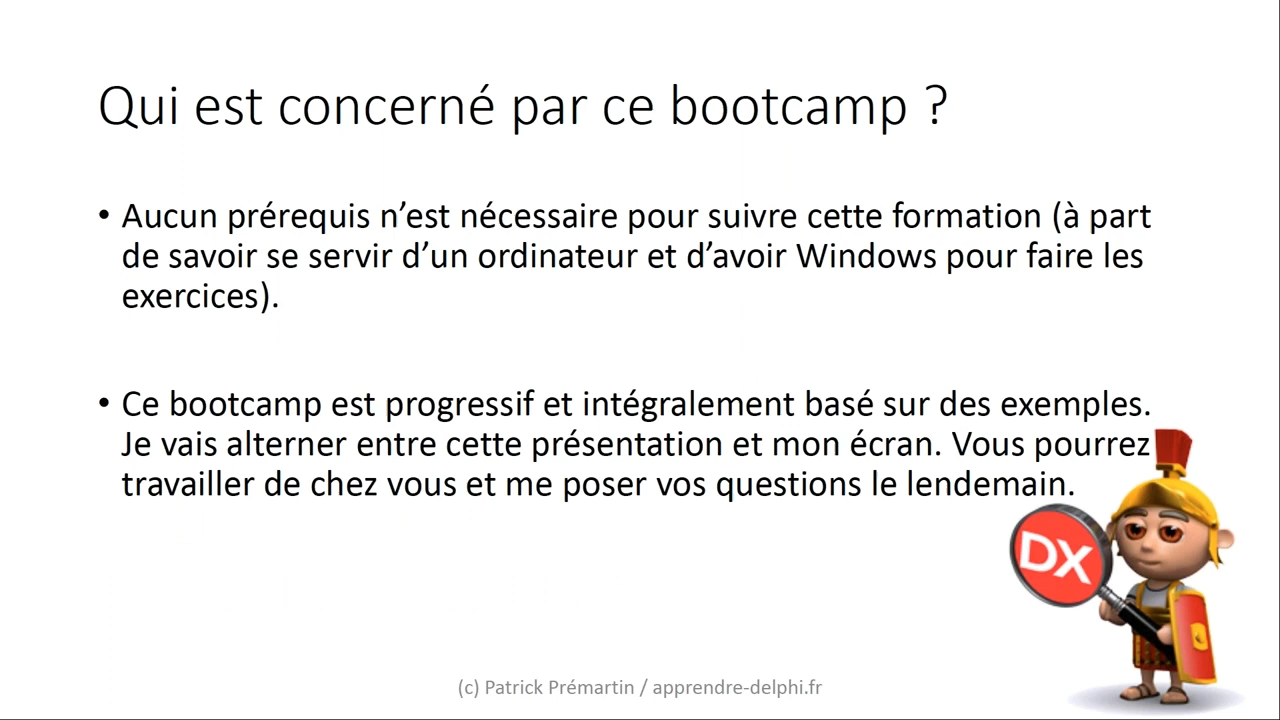 Qui est concerné par ce bootcamp ?
• Aucun prérequis n’est nécessaire pour suivre cette formation (à part
de savoir se servir d’un ordinateur et d’avoir Windows pour faire les
exercices).
• Ce bootcamp est progressif et intégralement basé sur des exemples.
Je vais alterner entre cette présentation et mon écran. Vous pourrez
travailler de chez vous et me poser vos questions le lendemain.
DX
(c) Patrick Prémartin / apprendre-delphi.fr